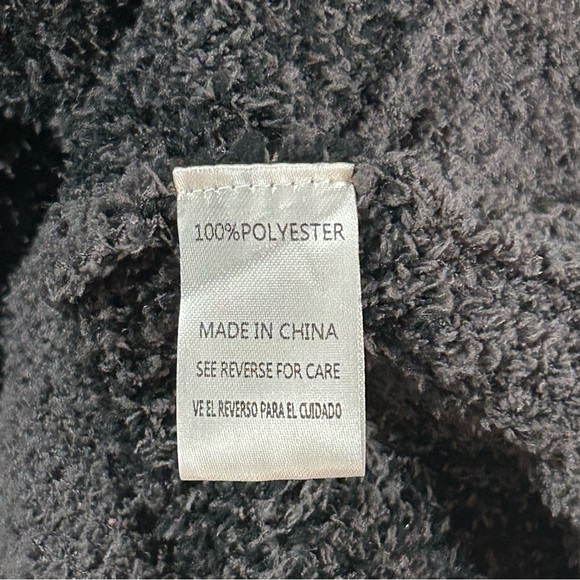 100%POLYESTER
MADE IN CHINA
SEE REVERSE FOR CARE
VE EL REVERSO PARA EL CUIDADO